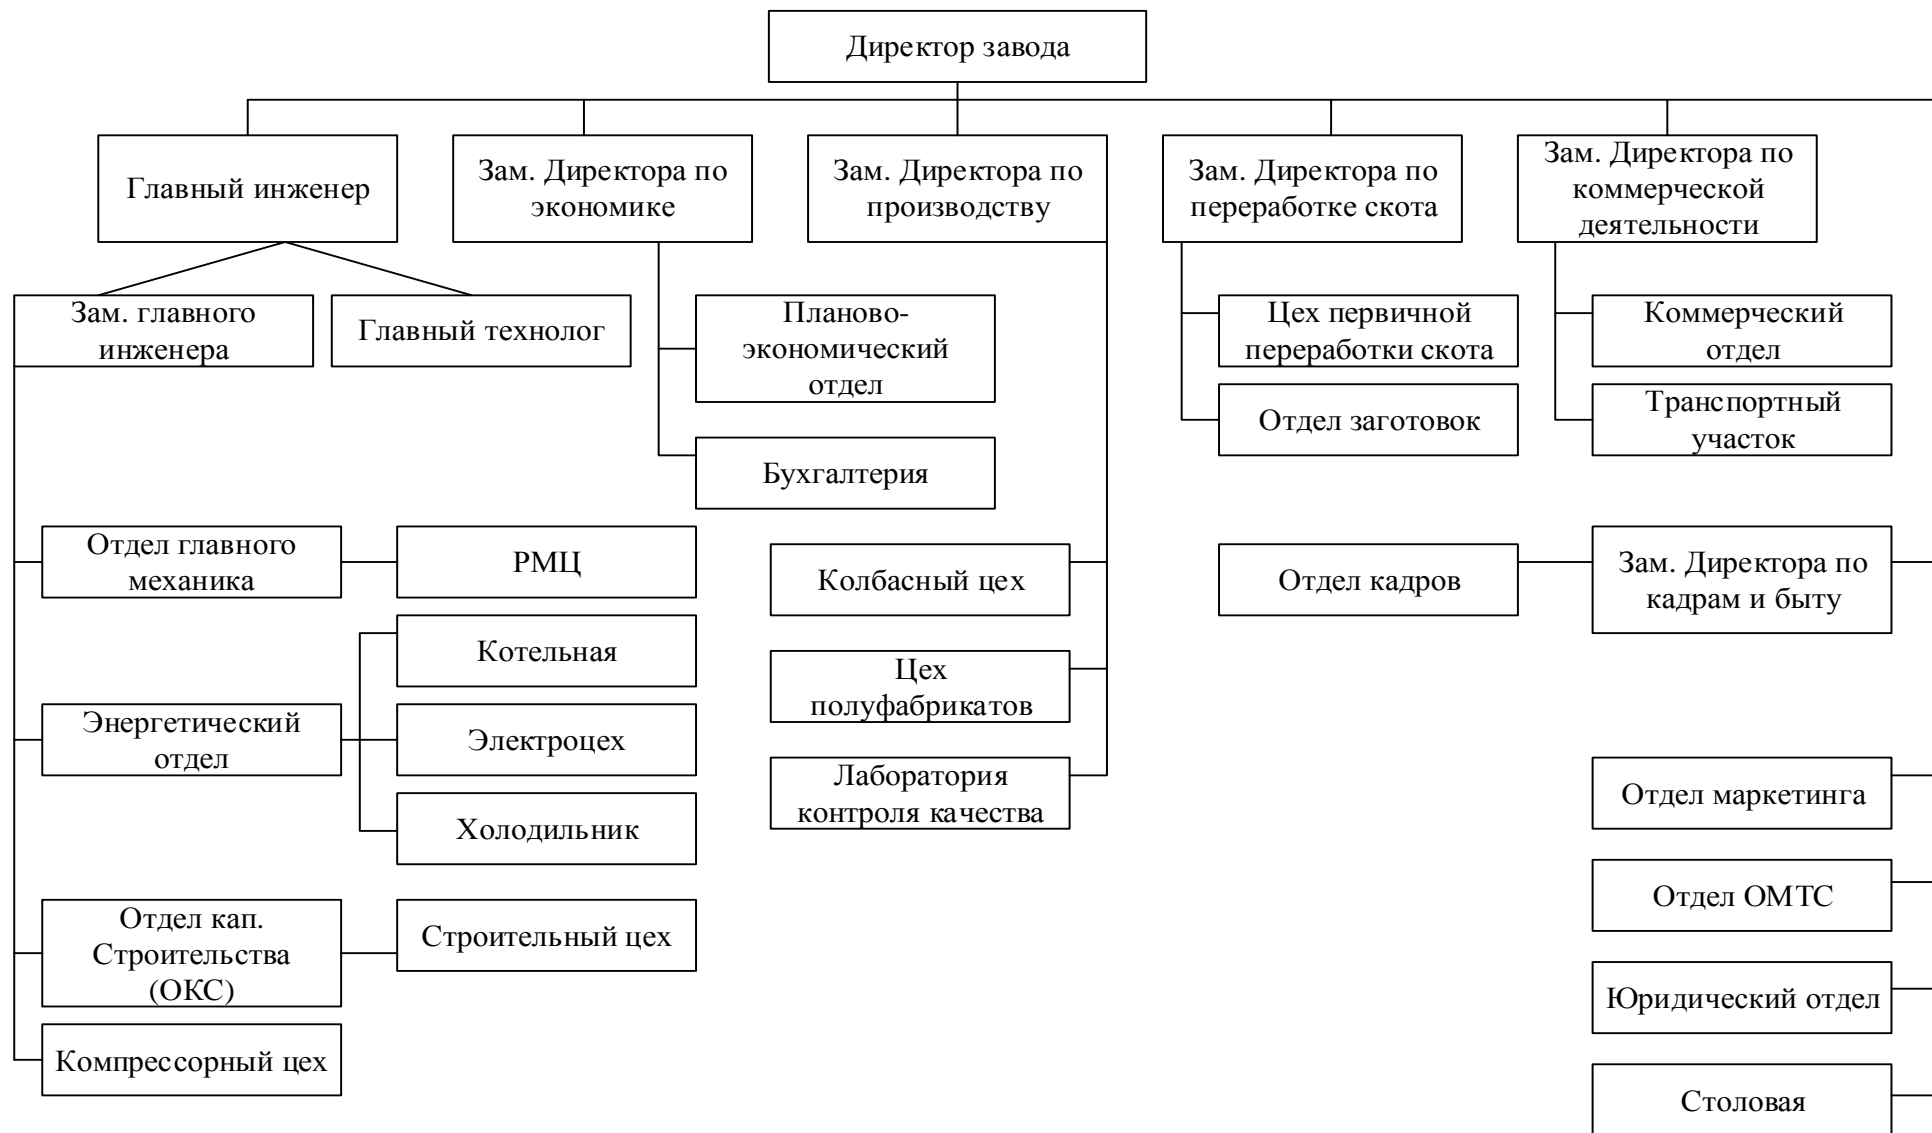 Директор завода
Главный инженер
Зам. Директора по
экономике
Зам. Директора по
производству
Зам. Директора по
переработке скота
Зам. Директора по
коммерческой
деятельности
Зам. главного
инженера
Главный технолог
Планово-
экономический
отдел
Цех первичной
переработки скота
Коммерческий
отдел
Отдел заготовок
Транспортный
участок
Бухгалтерия
Отдел главного
механика
РМЦ
Колбасный цех
Отдел кадров
Зам. Директора по
кадрам и быту
Котельная
Цех
полуфабрикатов
Энергетический
отдел
Электроцех
Лаборатория
контроля качества
Отдел маркетинга
Холодильник
Отдел ОМТС
Отдел кап.
Строительства
(ОКС)
Строительный цех
Юридический отдел
Компрессорный цех
Столовая